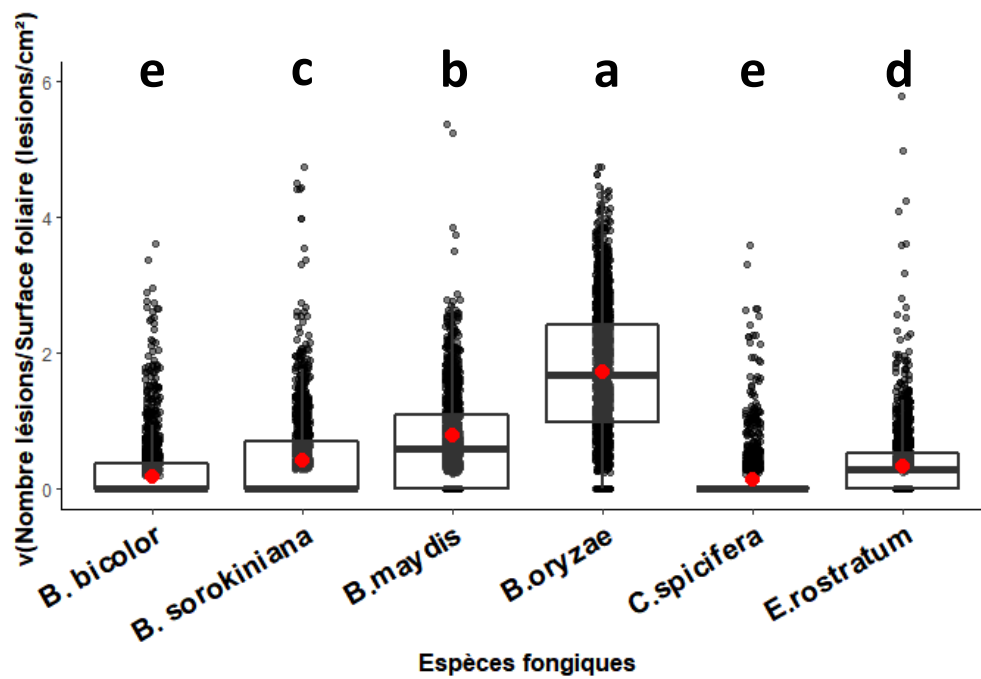 e c b a e d
v(Nombre lésions/Surface foliaire (lesions/cm²)
6
4
2
0
B. bicolor
B. sorokiniana
B.maydis
B.oryzae
C.spicifera
E.rostratum
Espèces fongiques